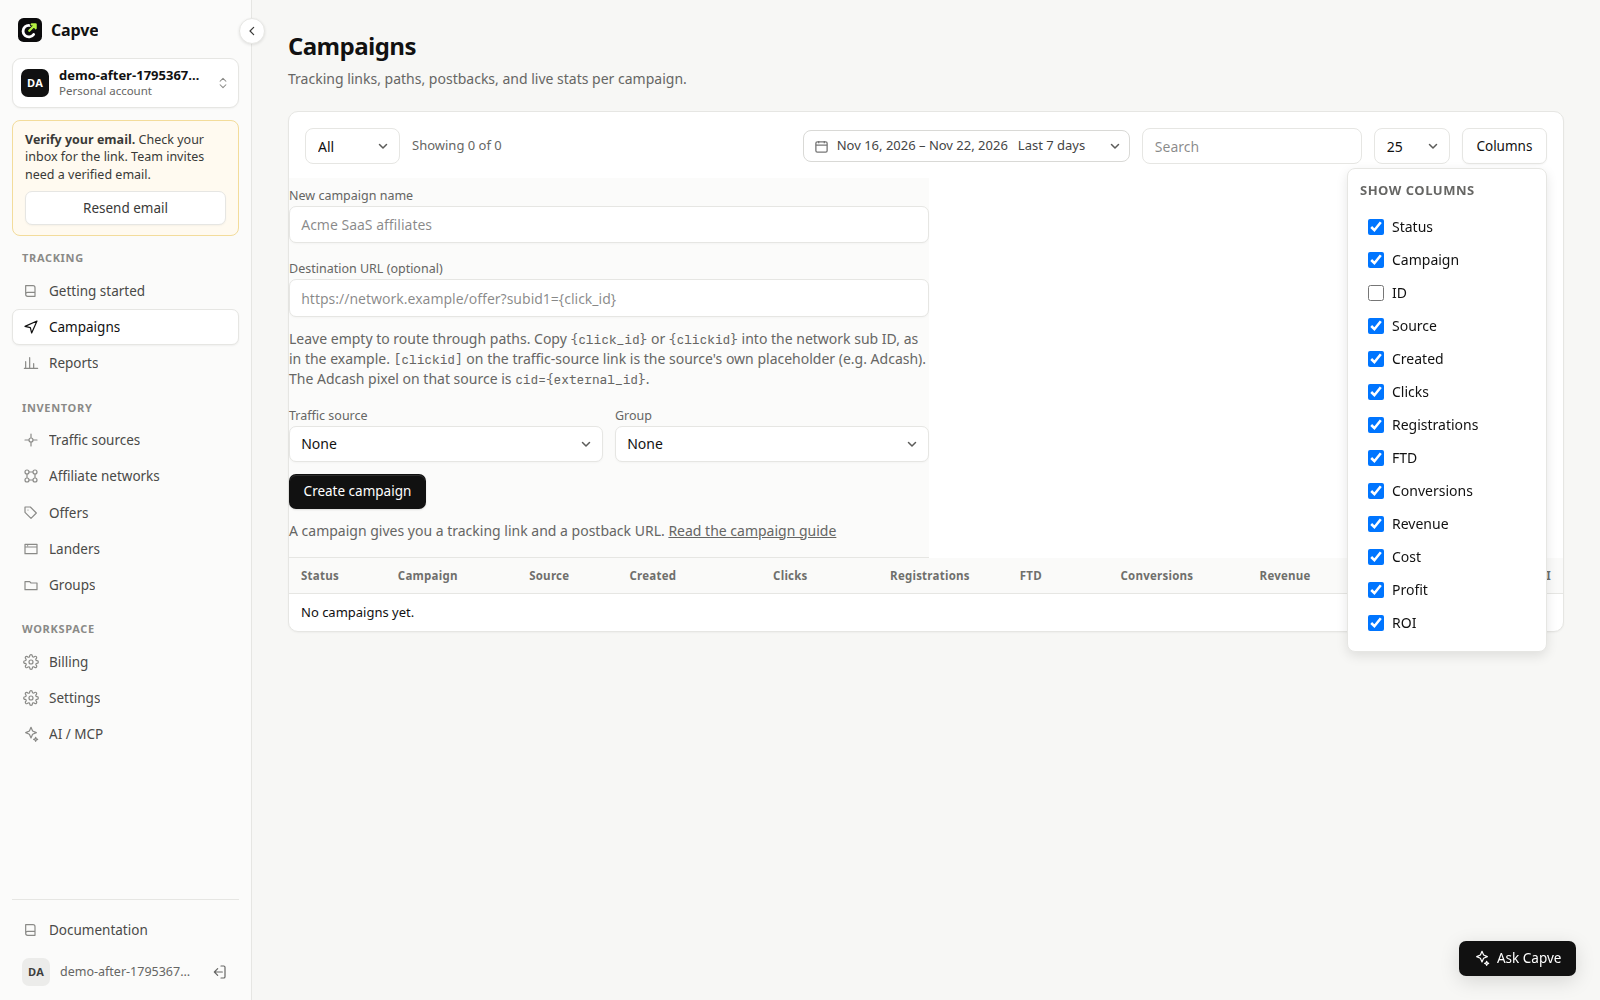 Capve
DA
demo-after-1795367...
Personal account
Verify your email. Check your
inbox for the link. Team invites
need a verified email.
Resend email
TRACKING
Getting started
Campaigns
Reports
INVENTORY
Traffic sources
Affiliate networks
Offers
Landers
Groups
WORKSPACE
Billing
Settings
AI / MCP
Documentation
DA
demo-after-1795367...
Campaigns
Tracking links, paths, postbacks, and live stats per campaign.
All
Showing 0 of 0
Nov 16, 2026 – Nov 22, 2026 Last 7 days
Search
25
Columns
New campaign name
Acme SaaS affiliates
Destination URL (optional)
https://network.example/offer?subid1={click_id}
Leave empty to route through paths. Copy {click_id} or {clickid} into the network sub ID, as
in the example. [clickid] on the traffic-source link is the source's own placeholder (e.g. Adcash).
The Adcash pixel on that source is cid={external_id}.
Traffic source
Group
None
None
Create campaign
A campaign gives you a tracking link and a postback URL. Read the campaign guide
Status Campaign Source Created Clicks Registrations FTD Conversions Revenue
No campaigns yet.
SHOW COLUMNS
Status
Campaign
ID
Source
Created
Clicks
Registrations
FTD
Conversions
Revenue
Cost
Profit
ROI
Ask Capve